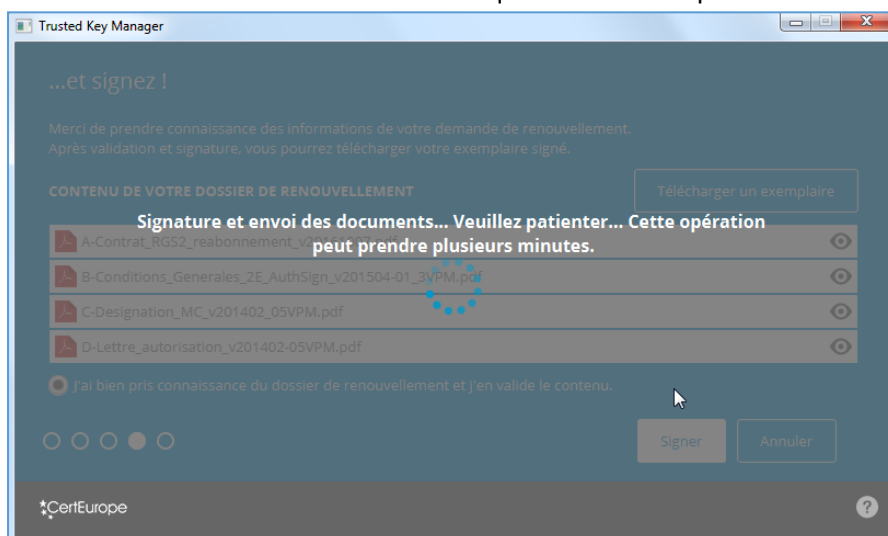 Trusted Key Manager
...et signez !
Merci de prendre connaissance des informations de votre demande de renouvellement.
Après validation et signature, vous pourrez télécharger votre exemplaire signé.
CONTENU DE VOTRE DOSSIER DE RENOUVELLEMENT
Télécharger un exemplaire
Signature et envoi des documents... Veuillez patienter... Cette opération
peut prendre plusieurs minutes.
A-Contrat_RGS2_reabonnement
B-Conditions_Generales_2E_AuthSign_v201504-01_3VPM.pdf
C-Designation_MC_v201402_05VPM.pdf
D-Lettre_autorisation_v201402-05VPM.pdf
J'ai bien pris connaissance du dossier de renouvellement et j'en valide le contenu.
Signer
Annuler
CertEurope
?